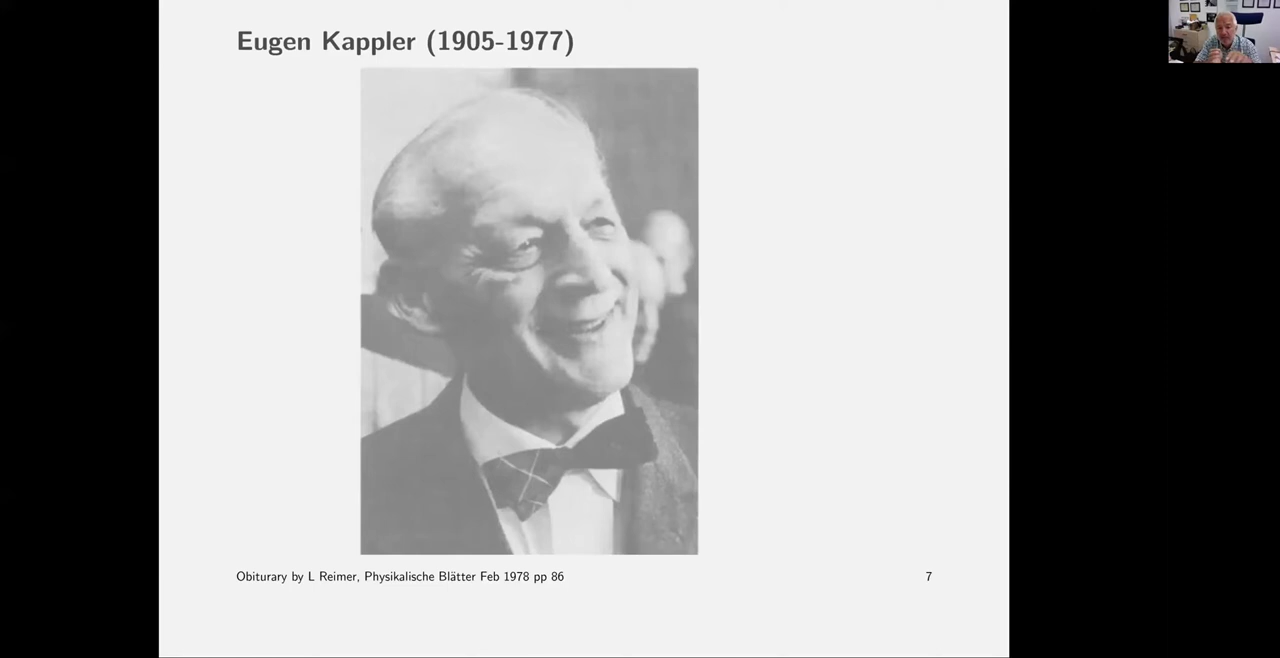 Eugen Kappler (1905-1977)
Obiturary by L Reimer, Physikalische Blätter Feb 1978 pp 86
7